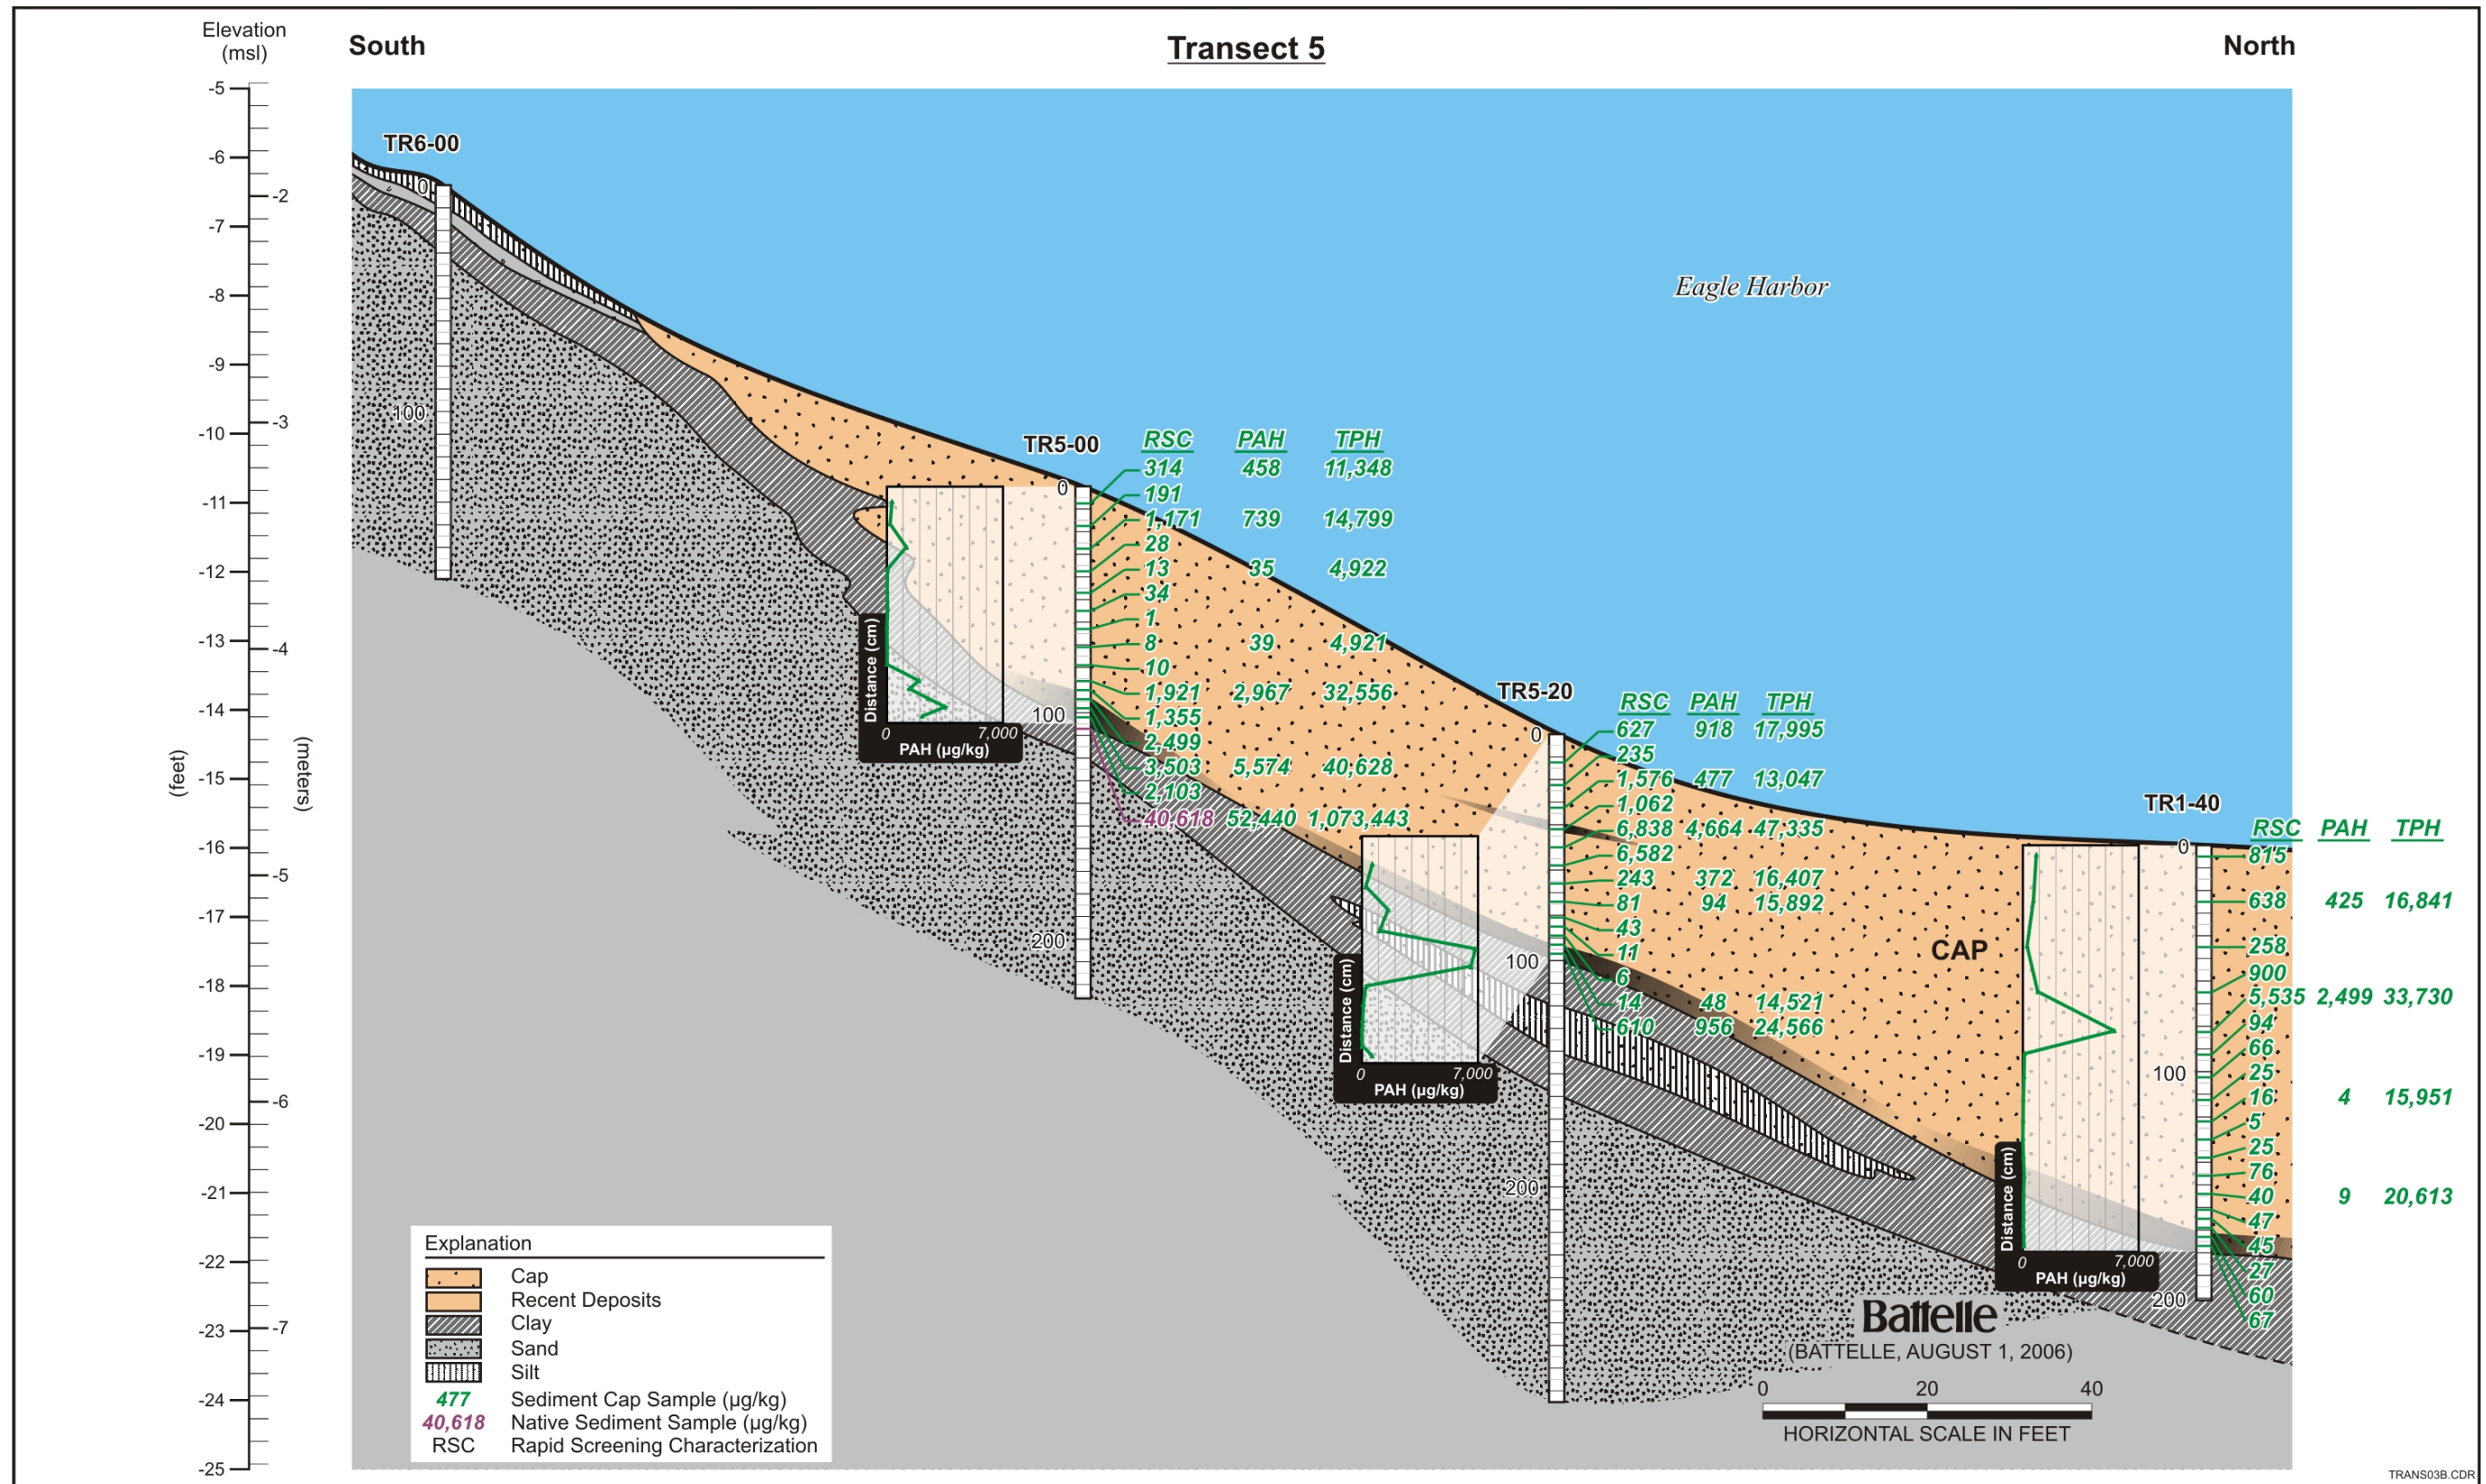 Elevation
(msl)
South
Transect 5
North
-5
-6
-7
-8
-9
-10
-11
-12
-13
-14
-15
-16
-17
-18
-19
-20
-21
-22
-23
-24
-25
(feet)
-2
-3
-4
-5
-6
-7
(meters)
Eagle Harbor
TR6-00
0
100
TR5-00
0
100
200
RSC PAH TPH
314 458 11,348
191
1,171 739 14,799
28
13 35 4,922
34
1
8 39 4,921
10
1,921 2,967 32,556
1,355
2,499
3,503 5,574 40,628
2,103
40,618 52,440 1,073,443
Distance (cm)
0 7,000
PAH (µg/kg)
TR5-20
0
100
200
RSC PAH TPH
627 918 17,995
235
1,576 477 13,047
1,062
6,838 4,664 47,335
6,582
243 372 16,407
81 94 15,892
43
11
6
14 48 14,521
610 956 24,566
Distance (cm)
0 7,000
PAH (µg/kg)
CAP
TR1-40
0
100
200
RSC PAH TPH
815
638 425 16,841
258
900
5,535 2,499 33,730
94
66
25
16 4 15,951
5
25
76
40 9 20,613
47
45
27
60
67
Distance (cm)
0 7,000
PAH (µg/kg)
Explanation
Cap
Recent Deposits
Clay
Sand
Silt
477 Sediment Cap Sample (µg/kg)
40,618 Native Sediment Sample (µg/kg)
RSC Rapid Screening Characterization
Battelle
(BATTELLE, AUGUST 1, 2006)
0 20 40
HORIZONTAL SCALE IN FEET
TRANS03B.CDR